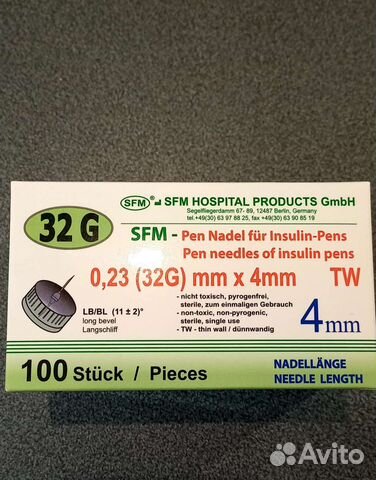 32 G
SFM® SFM HOSPITAL PRODUCTS GmbH
Segelfliegerdamm 67- 89, 12487 Berlin, Germany
tel.+49(30) 63 97 88 25, fax +49(30) 63 90 85 19
SFM - Pen Nadel für Insulin-Pens
Pen needles of insulin pens
0,23 (32G) mm x 4mm TW
LB/BL (11 ± 2)°
long bevel
Langschliff
- nicht toxisch, pyrogenfrei,
sterile, zum einmaligen Gebrauch
- non-toxic, non-pyrogenic,
sterile, single use
- TW - thin wall / dünnwandig
4mm
100 Stück / Pieces
NADELLÄNGE
NEEDLE LENGTH
Avito